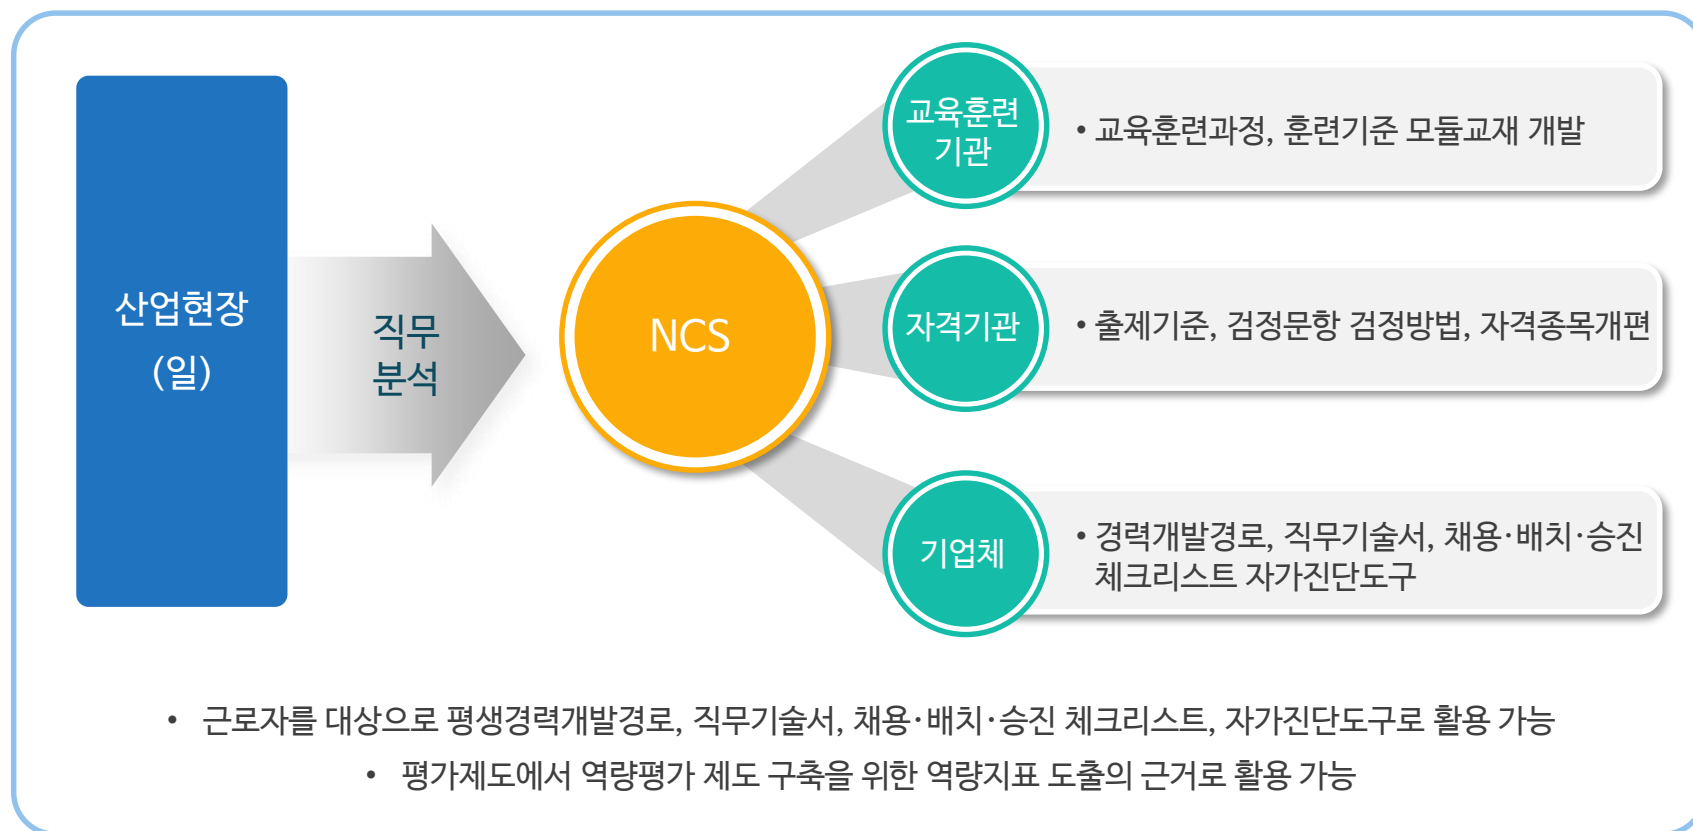 산업현장
(일)
직무
분석
NCS
교육훈련
기관
• 교육훈련과정, 훈련기준 모듈교재 개발
자격기관
• 출제기준, 검정문항 검정방법, 자격종목개편
기업체
• 경력개발경로, 직무기술서, 채용·배치·승진
체크리스트 자가진단도구
• 근로자를 대상으로 평생경력개발경로, 직무기술서, 채용·배치·승진 체크리스트, 자가진단도구로 활용 가능
• 평가제도에서 역량평가 제도 구축을 위한 역량지표 도출의 근거로 활용 가능